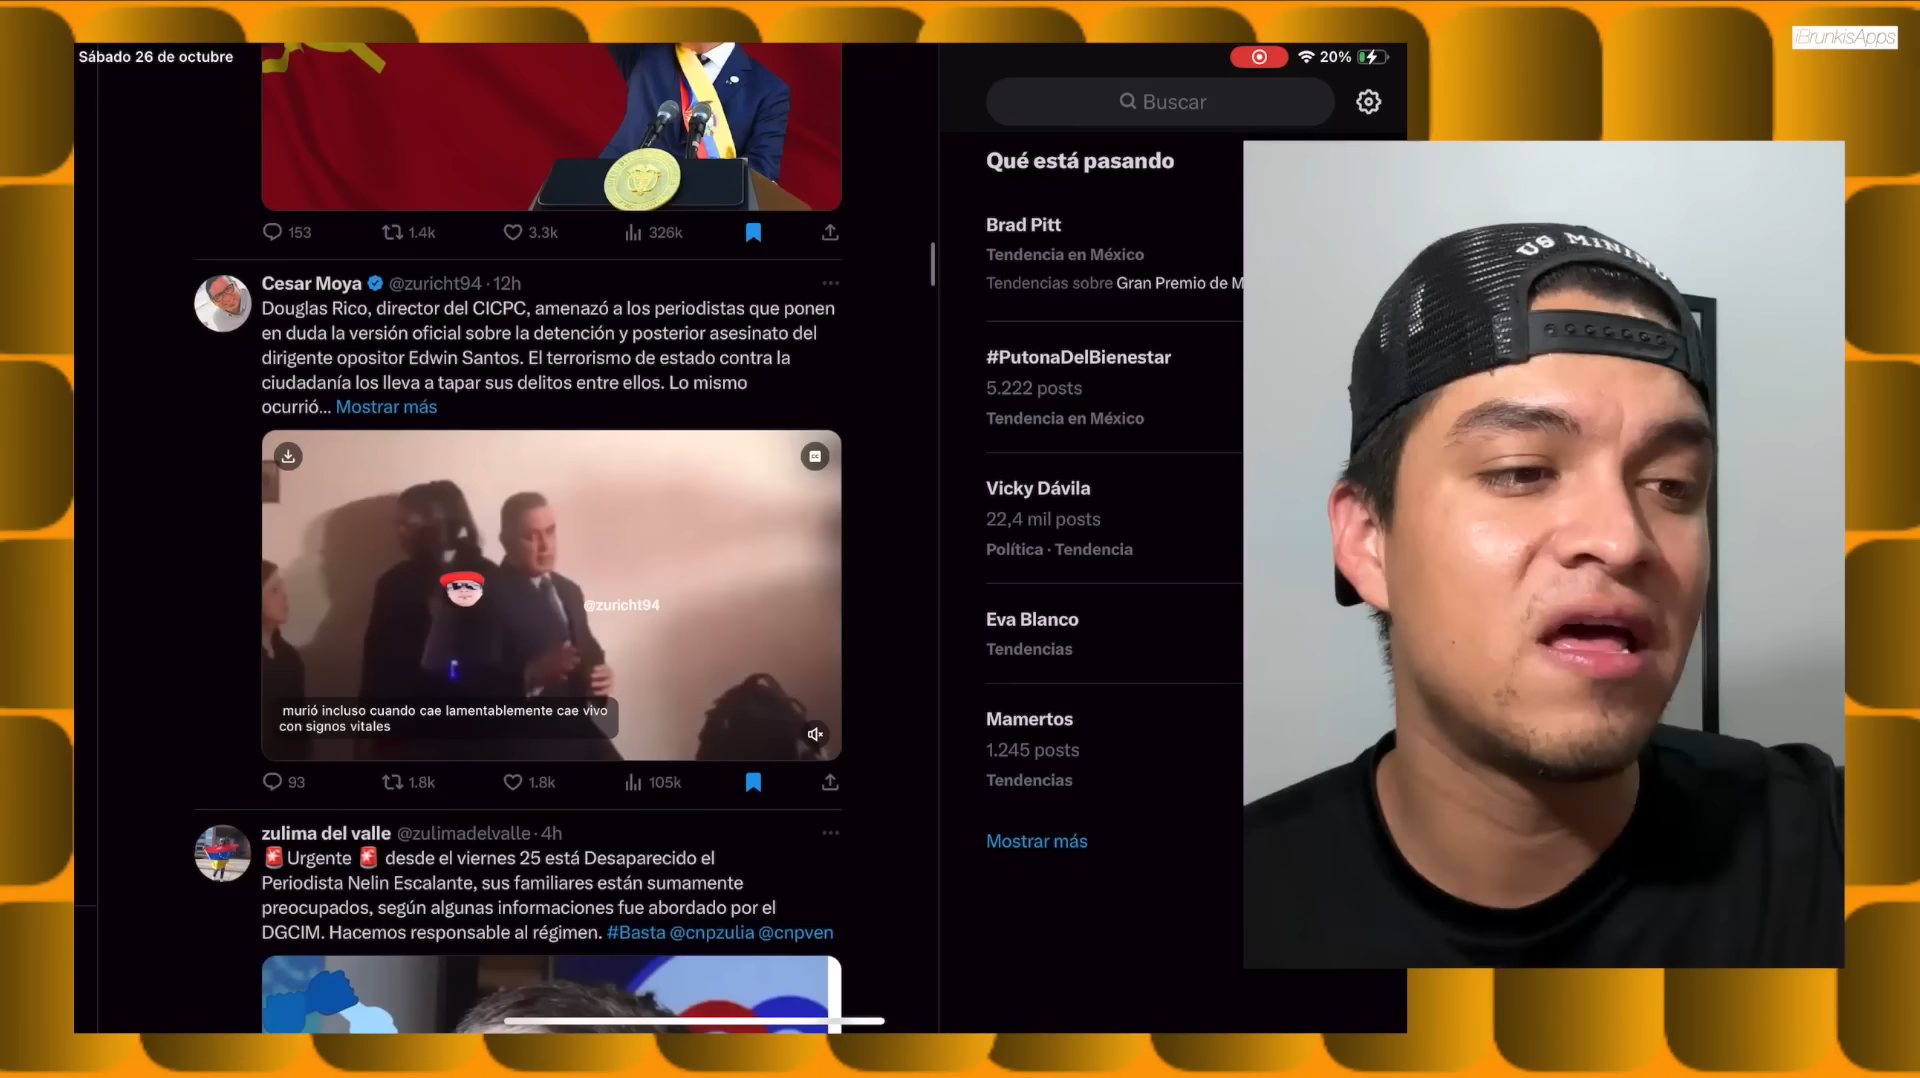 iBrunkisApps
Sábado 26 de octubre
20%
Buscar
153
1.4k
3.3k
326k
Cesar Moya @zuricht94 · 12h
Douglas Rico, director del CICPC, amenazó a los periodistas que ponen
en duda la versión oficial sobre la detención y posterior asesinato del
dirigente opositor Edwin Santos. El terrorismo de estado contra la
ciudadanía los lleva a tapar sus delitos entre ellos. Lo mismo
ocurrió... Mostrar más
CC
@zuricht94
murió incluso cuando cae lamentablemente cae vivo
con signos vitales
93
1.8k
1.8k
105k
zulima del valle @zulimadelvalle · 4h
🚨Urgente 🚨 desde el viernes 25 está Desaparecido el
Periodista Nelin Escalante, sus familiares están sumamente
preocupados, según algunas informaciones fue abordado por el
DGCIM. Hacemos responsable al régimen. #Basta @cnpzulia @cnpven
Qué está pasando
Brad Pitt
Tendencia en México
Tendencias sobre Gran Premio de M
#PutonaDelBienestar
5.222 posts
Tendencia en México
Vicky Dávila
22,4 mil posts
Política · Tendencia
Eva Blanco
Tendencias
Mamertos
1.245 posts
Tendencias
Mostrar más
US MINING